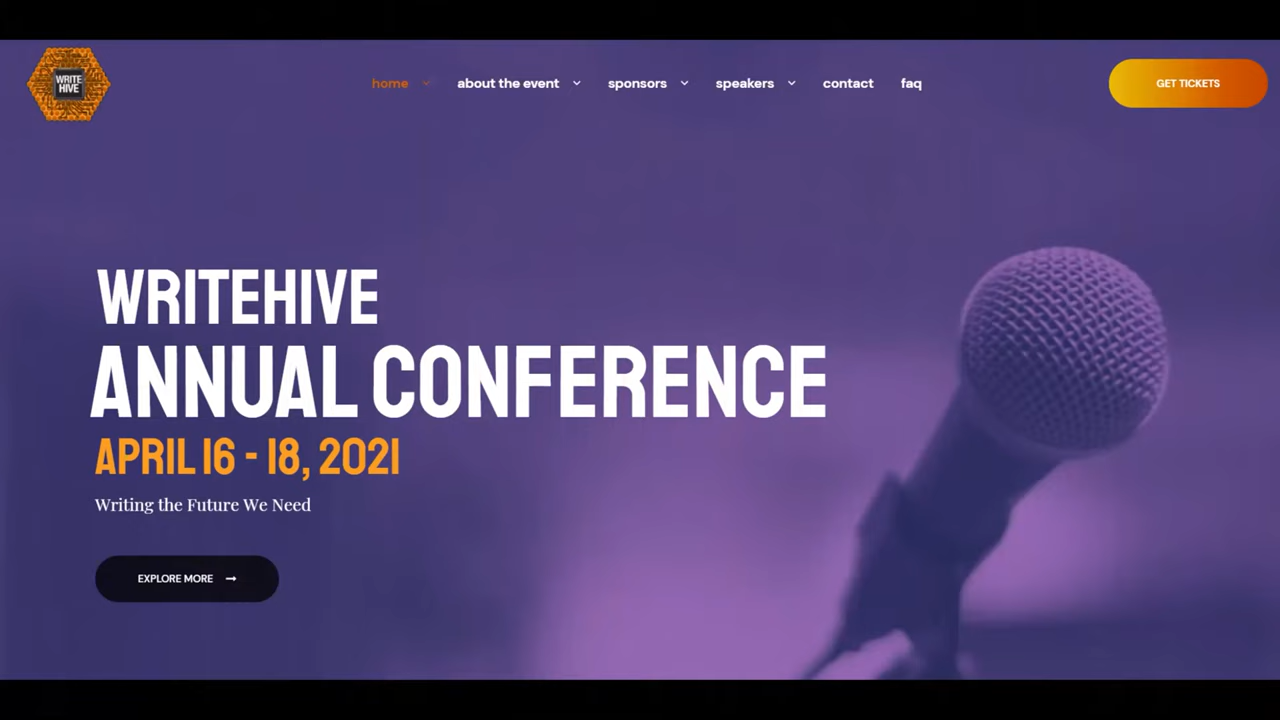 WRITE
HIVE
home about the event sponsors speakers contact faq
GET TICKETS
WRITEHIVE
ANNUAL CONFERENCE
APRIL 16 - 18, 2021
Writing the Future We Need
EXPLORE MORE →